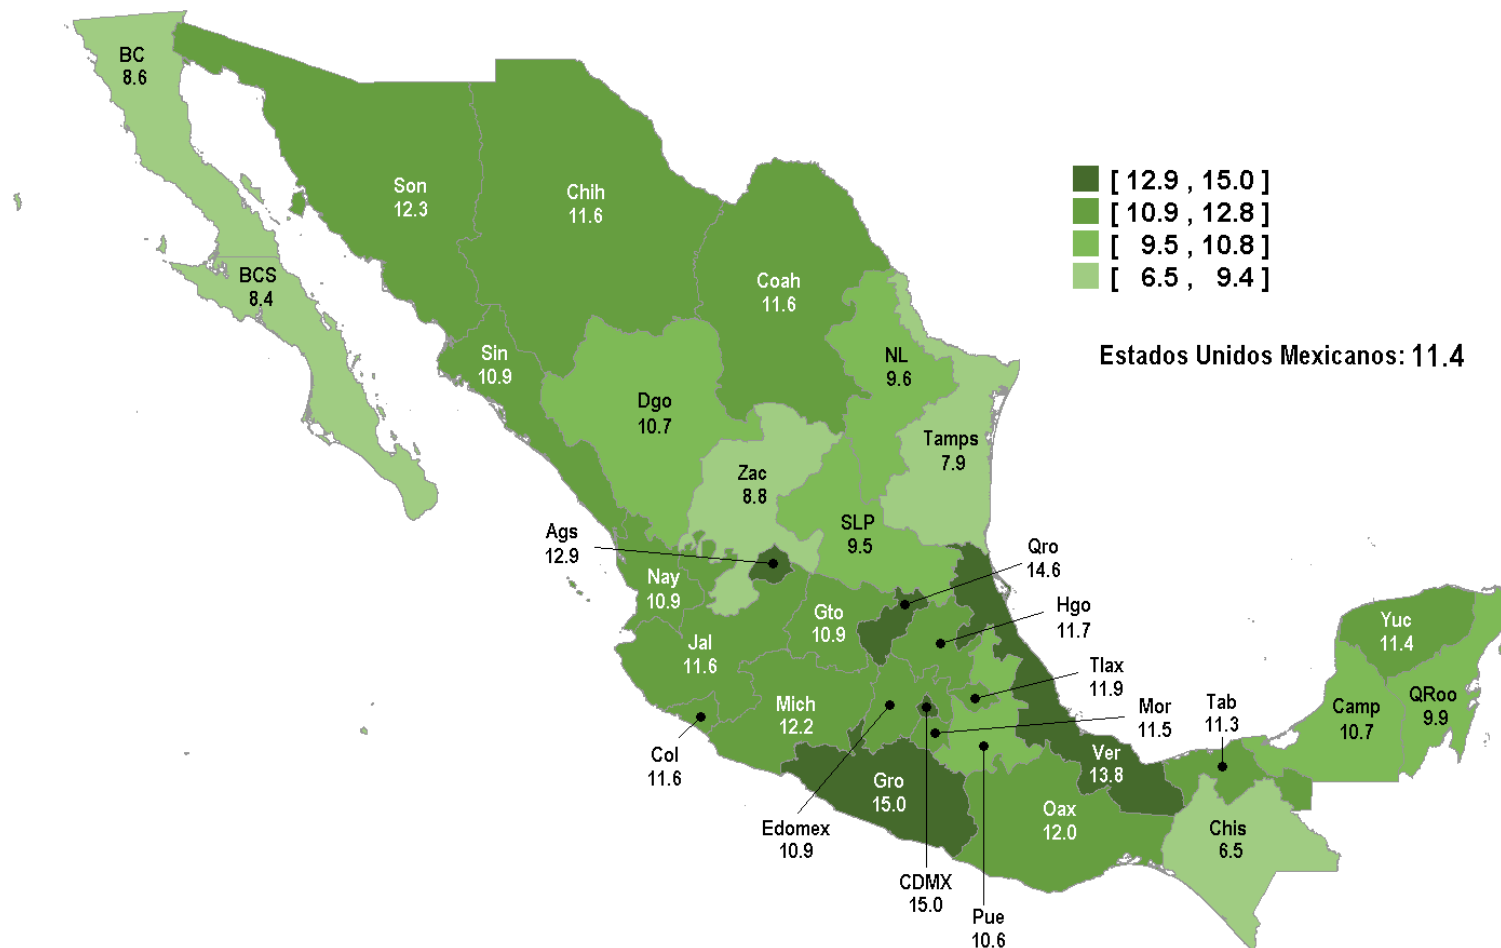 BC
8.6
Son
12.3
Chih
11.6
[ 12.9 , 15.0 ]
[ 10.9 , 12.8 ]
[ 9.5 , 10.8 ]
[ 6.5 , 9.4 ]
BCS
8.4
Coah
11.6
Estados Unidos Mexicanos: 11.4
Sin
10.9
NL
9.6
Dgo
10.7
Tamps
7.9
Zac
8.8
SLP
9.5
Ags
12.9
Qro
14.6
Nay
10.9
Gto
10.9
Hgo
11.7
Yuc
11.4
Jal
11.6
Tlax
11.9
Mich
12.2
Mor
11.5
Tab
11.3
Camp
10.7
QRoo
9.9
Col
11.6
Ver
13.8
Gro
15.0
Oax
12.0
Edomex
10.9
Chis
6.5
CDMX
15.0
Pue
10.6